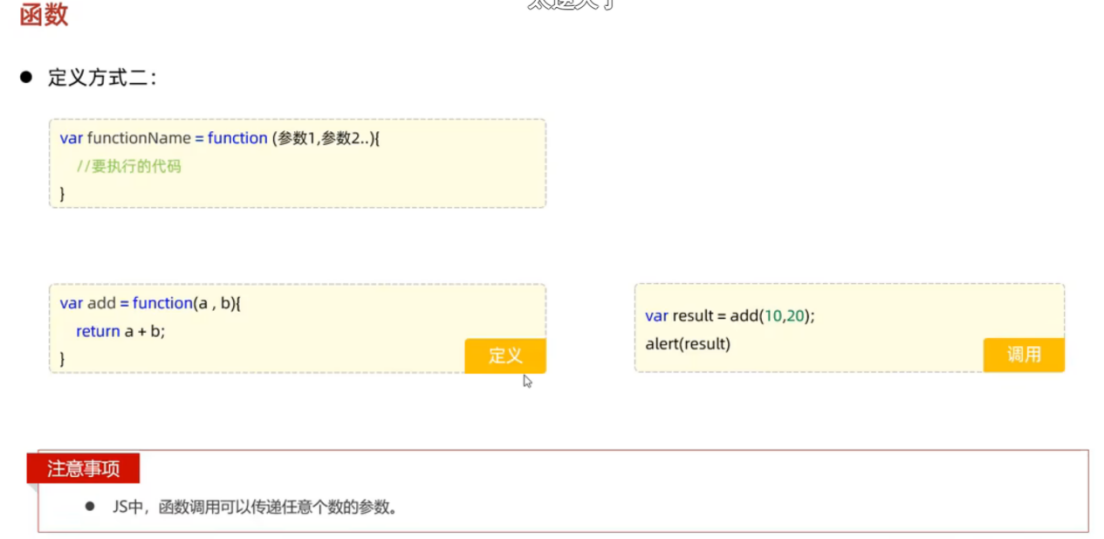 函数
● 定义方式二：
var functionName = function (参数1,参数2..){
//要执行的代码
}
var add = function(a , b){
return a + b;
}
定义
var result = add(10,20);
alert(result)
调用
注意事项
● JS中，函数调用可以传递任意个数的参数。